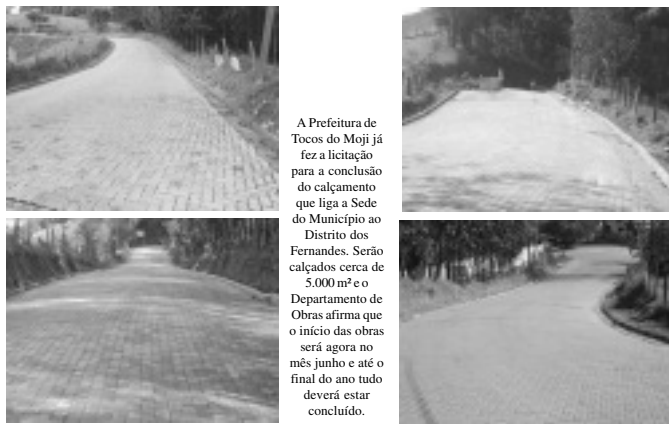 A Prefeitura de
Tocos do Moji já
fez a licitação
para a conclusão
do calçamento
que liga a Sede
do Município ao
Distrito dos
Fernandes. Serão
calçados cerca de
5.000 m² e o
Departamento de
Obras afirma que
o início das obras
será agora no
mês junho e até o
final do ano tudo
deverá estar
concluído.